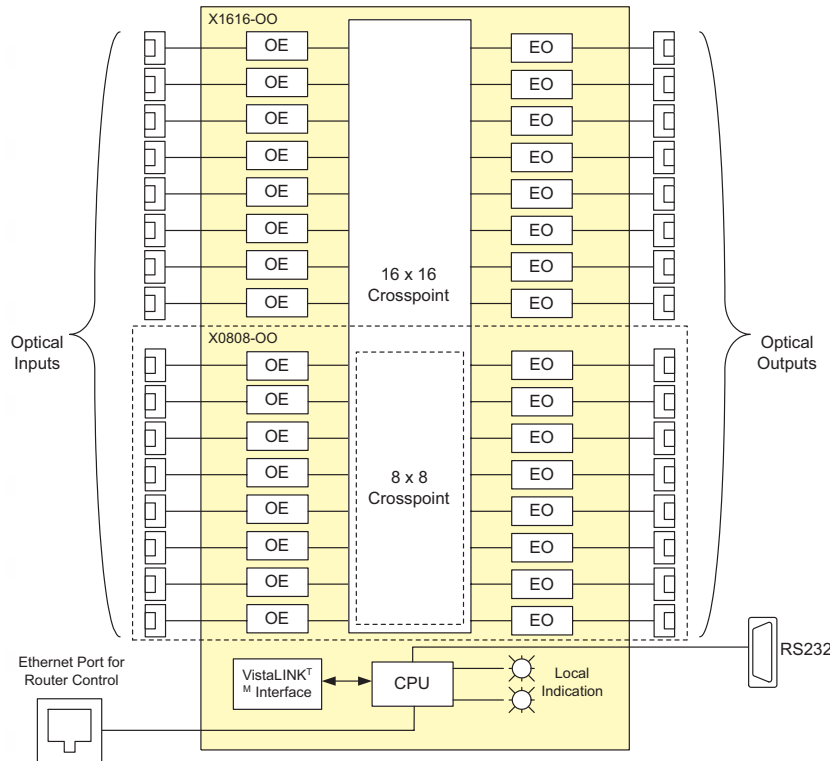 X1616-OO
OE EO
OE EO
OE EO
OE EO
OE EO
OE EO
OE EO
OE EO
16 x 16
Crosspoint
Optical
Inputs
Optical
Outputs
X0808-OO
OE EO
OE EO
OE EO
OE EO
OE EO
OE EO
OE EO
OE EO
8 x 8
Crosspoint
Ethernet Port for
Router Control
VistaLINKT
M Interface
CPU
Local
Indication
RS232